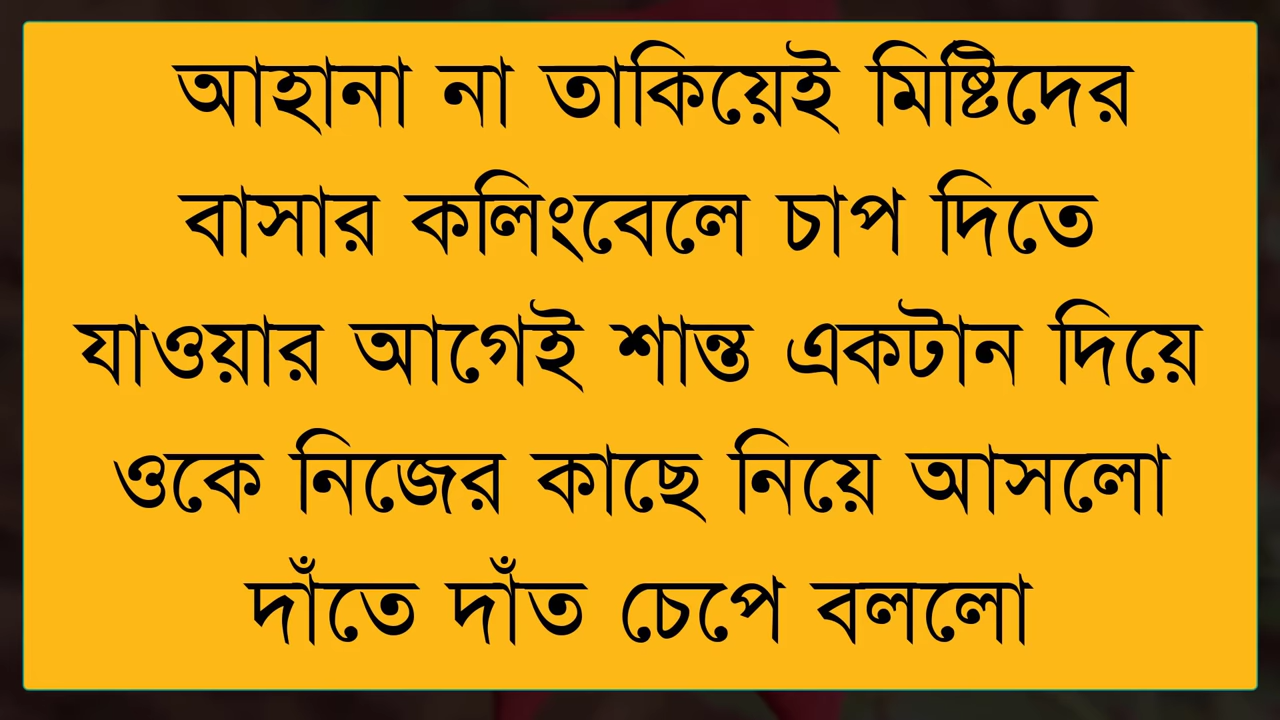 আহানা না তাকিয়েই মিষ্টিদের
বাসার কলিংবেলে চাপ দিতে
যাওয়ার আগেই শান্ত একটান দিয়ে
ওকে নিজের কাছে নিয়ে আসলো
দাঁতে দাঁত চেপে বললো